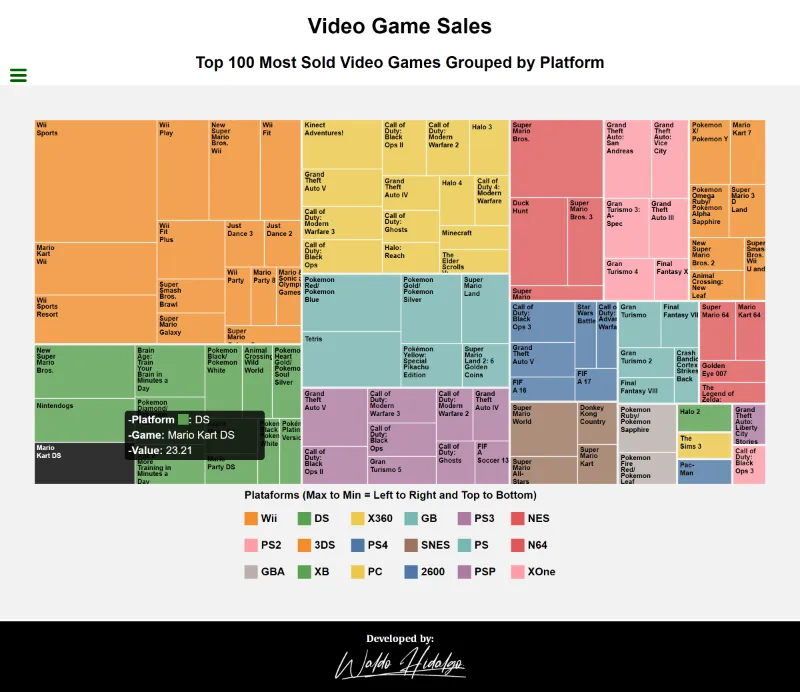 Video Game Sales
Top 100 Most Sold Video Games Grouped by Platform
Wii
Sports
Wii
Play
New
Super
Mario
Bros.
Wii
Wii
Fit
Mario
Kart
Wii
Wii
Fit
Plus
Just
Dance 3
Just
Dance 2
Wii
Sports
Resort
Super
Smash
Bros.
Brawl
Wii
Party
Mario
Party 8
Mario &
Sonic a
Olympi
Games
Super
Mario
Galaxy
Super
Mario
Kinect
Adventures!
Call of
Duty:
Black
Ops II
Call of
Duty:
Modern
Warfare 2
Halo 3
Grand
Theft
Auto V
Grand
Theft
Auto IV
Halo 4
Call of
Duty 4:
Modern
Warfare
Call of
Duty:
Modern
Warfare 3
Call of
Duty:
Ghosts
Minecraft
Call of
Duty:
Black
Ops
Halo:
Reach
The
Elder
Scrolls
Super
Mario
Bros.
Duck
Hunt
Super
Mario
Bros. 3
Super
Mario
Grand
Theft
Auto:
San
Andreas
Grand
Theft
Auto:
Vice
City
Gran
Turismo 3:
A-
Spec
Grand
Theft
Auto III
Gran
Turismo 4
Final
Fantasy X
Pokemon
X/
Pokemon Y
Mario
Kart 7
Pokemon
Omega
Ruby/
Pokemon
Alpha
Sapphire
Super
Mario 3
D
Land
New
Super
Mario
Bros. 2
Super
Smas
Bros.
Wii
U and
Animal
Crossing:
New
Leaf
Pokemon
Red/
Pokemon
Blue
Pokemon
Gold/
Pokemon
Silver
Super
Mario
Land
Tetris
Pokémon
Yellow:
Special
Pikachu
Edition
Super
Mario
Land 2: 6
Golden
Coins
Call of
Duty:
Black
Ops 3
Star
Wars
Battle
Call of
Duty:
Adva
Warfa
Grand
Theft
Auto V
FIF
A 16
FIF
A 17
Gran
Turismo
Final
Fantasy VII
Gran
Turismo 2
Crash
Bandic
Cortex
Strikes
Back
Final
Fantasy VIII
Super
Mario 64
Mario
Kart 64
Golden
Eye 007
The
Legend of
Zelda:
New
Super
Mario
Bros.
Brain
Age:
Train
Your
Brain in
Minutes a
Day
Pokemon
Black/
Pokemon
White
Animal
Crossing
Wild
World
Pokemo
Heart
Gold/
Pokemo
Soul
Silver
Nintendogs
Pokemon
Diamond/
Mario
Kart DS
More
Training in
Minutes a
Day
Mario
Party DS
Grand
Theft
Auto V
Call of
Duty:
Modern
Warfare 3
Call of
Duty:
Modern
Warfare 2
Grand
Theft
Auto IV
Call of
Duty:
Black
Ops
Call of
Duty:
Black
Ops II
Gran
Turismo 5
Call of
Duty:
Ghosts
FIF
A
Soccer 13
Super
Mario
World
Donkey
Kong
Country
Super
Mario
All-
Stars
Super
Mario
Kart
Pokemon
Ruby/
Pokemon
Sapphire
Pokemon
Fire
Red/
Pokemon
Leaf
Halo 2
The
Sims 3
Pac-
Man
Grand
Theft
Auto:
Liberty
City
Stories
Call of
Duty:
Black
Ops 3
-Platform : DS
-Game: Mario Kart DS
-Value: 23.21
Plataforms (Max to Min = Left to Right and Top to Bottom)
Wii DS X360 GB PS3 NES
PS2 3DS PS4 SNES PS N64
GBA XB PC 2600 PSP XOne
Developed by:
Waldo Hidalgo